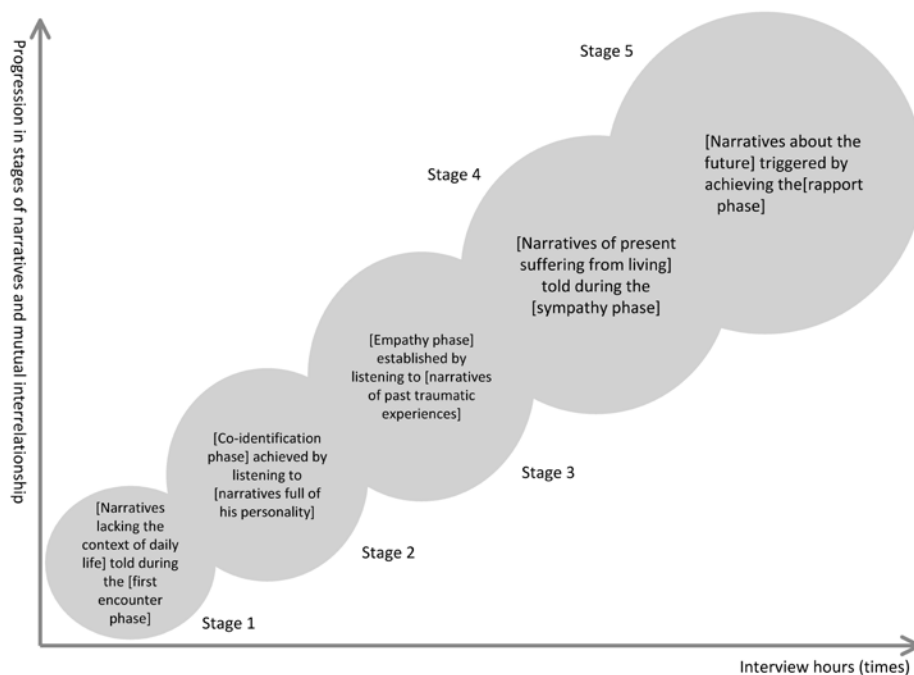 Progression in stages of narratives and mutual interrelationship
Stage 5
[Narratives about the
future] triggered by
achieving the[rapport
phase]
Stage 4
[Narratives of present
suffering from living]
told during the
[sympathy phase]
[Empathy phase]
established by
listening to [narratives
of past traumatic
experiences]
Stage 3
[Co-identification
phase] achieved by
listening to
[narratives full of
his personality]
Stage 2
[Narratives
lacking the
context of daily
life] told during
the [first
encounter
phase]
Stage 1
Interview hours (times)